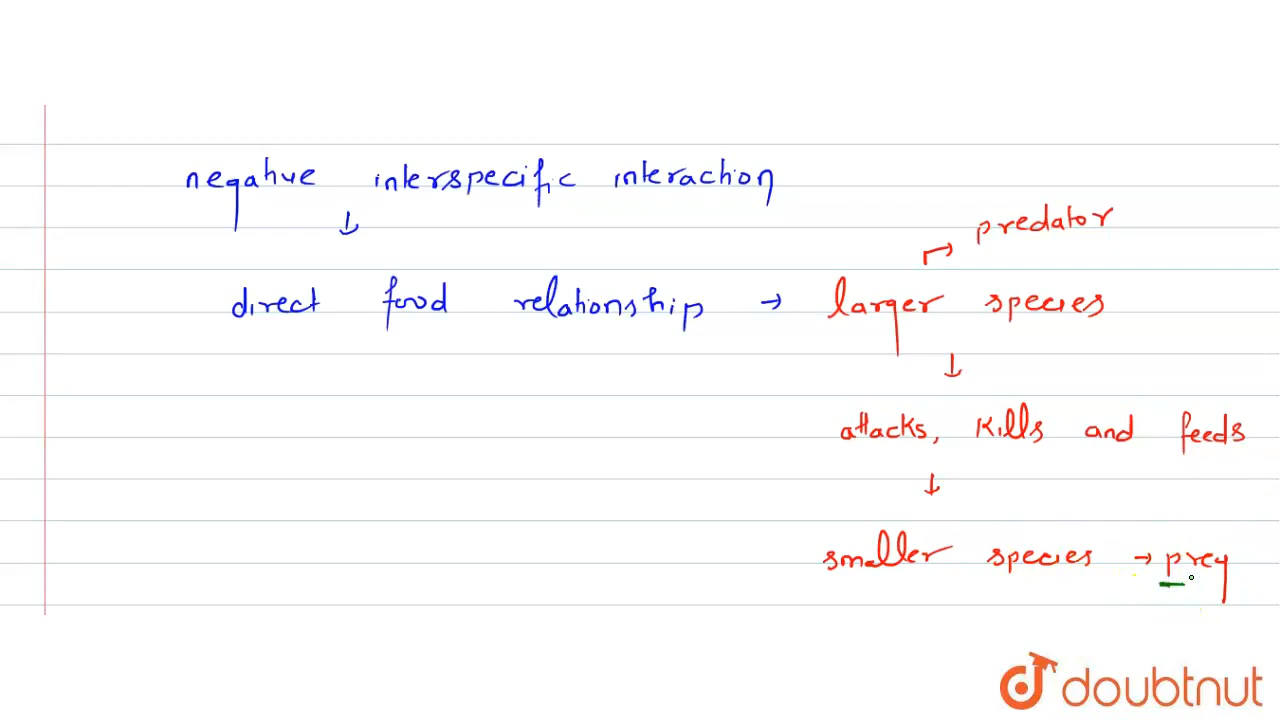 negative interspecific interaction
↓
→ predator
direct food relationship → larger species
↓
attacks, kills and feeds
↓
smaller species → prey
doubtnut